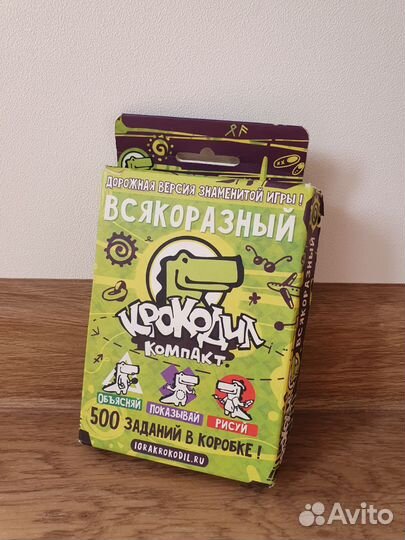 ДОРОЖНАЯ ВЕРСИЯ ЗНАМЕНИТОЙ ИГРЫ!
ВСЯКОРАЗНЫЙ
КРОКОДИЛ
КОМПАКТ
ОБЪЯСНЯЙ
ПОКАЗЫВАЙ
РИСУЙ
500 ЗАДАНИЙ В КОРОБКЕ!
IGRAKROKODIL.RU
ВСЯКОРАЗНЫЙ
Avito